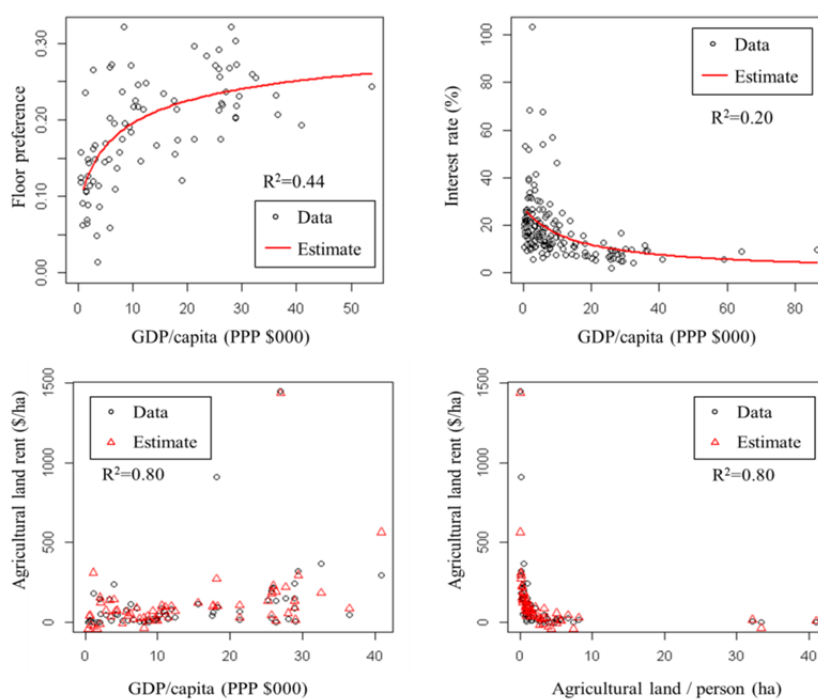 Floor preference
0.30
0.20
0.10
0.00
R²=0.44
Data
Estimate
0 10 20 30 40 50
GDP/capita (PPP $000)
Interest rate (%)
100
80
60
40
20
0
Data
Estimate
R²=0.20
0 20 40 60 80
GDP/capita (PPP $000)
Agricultural land rent ($/ha)
1500
1000
500
0
Data
Estimate
R²=0.80
0 10 20 30 40
GDP/capita (PPP $000)
Agricultural land rent ($/ha)
1500
1000
500
0
Data
Estimate
R²=0.80
0 10 20 30 40
Agricultural land / person (ha)